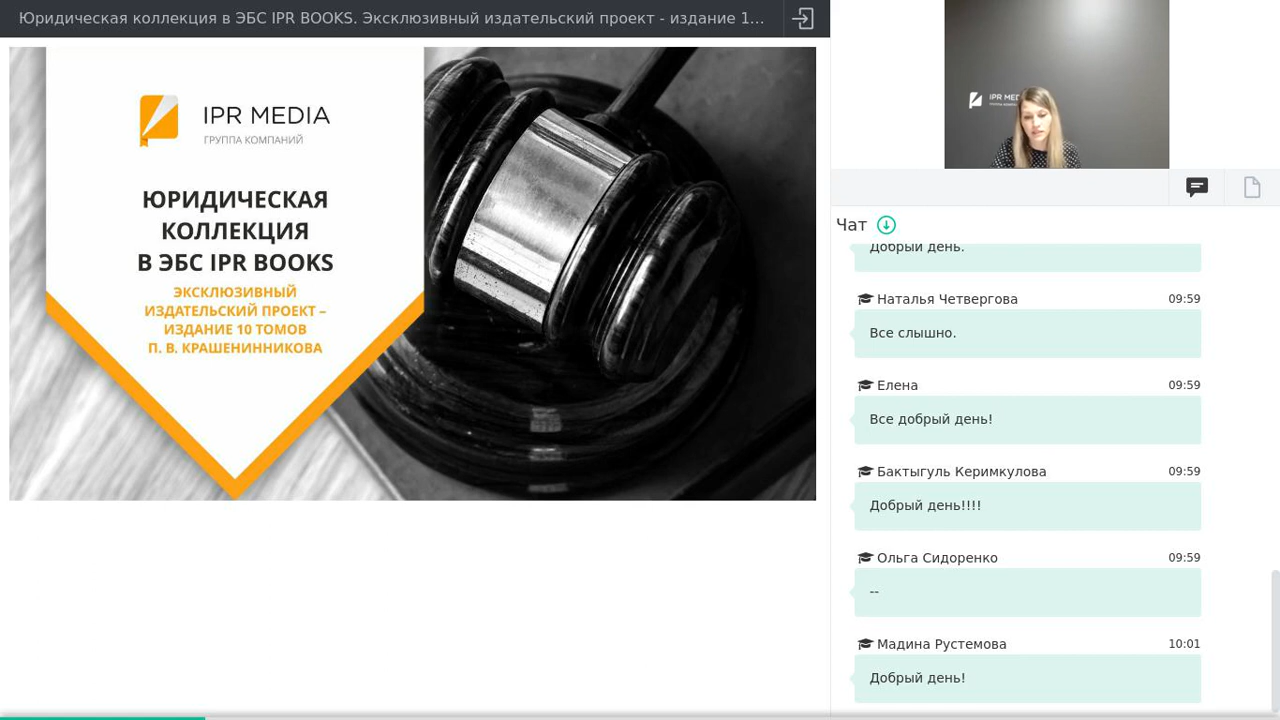 Юридическая коллекция в ЭБС IPR BOOKS. Эксклюзивный издательский проект - издание 1...
IPR MEDIA
ГРУППА КОМПАНИЙ
ЮРИДИЧЕСКАЯ
КОЛЛЕКЦИЯ
В ЭБС IPR BOOKS
ЭКСКЛЮЗИВНЫЙ
ИЗДАТЕЛЬСКИЙ ПРОЕКТ –
ИЗДАНИЕ 10 ТОМОВ
П. В. КРАШЕНИННИКОВА
Чат
Добрый день.
Наталья Четвергова 09:59
Все слышно.
Елена 09:59
Все добрый день!
Бактыгуль Керимкулова 09:59
Добрый день!!!!
Ольга Сидоренко 09:59
--
Мадина Рустемова 10:01
Добрый день!